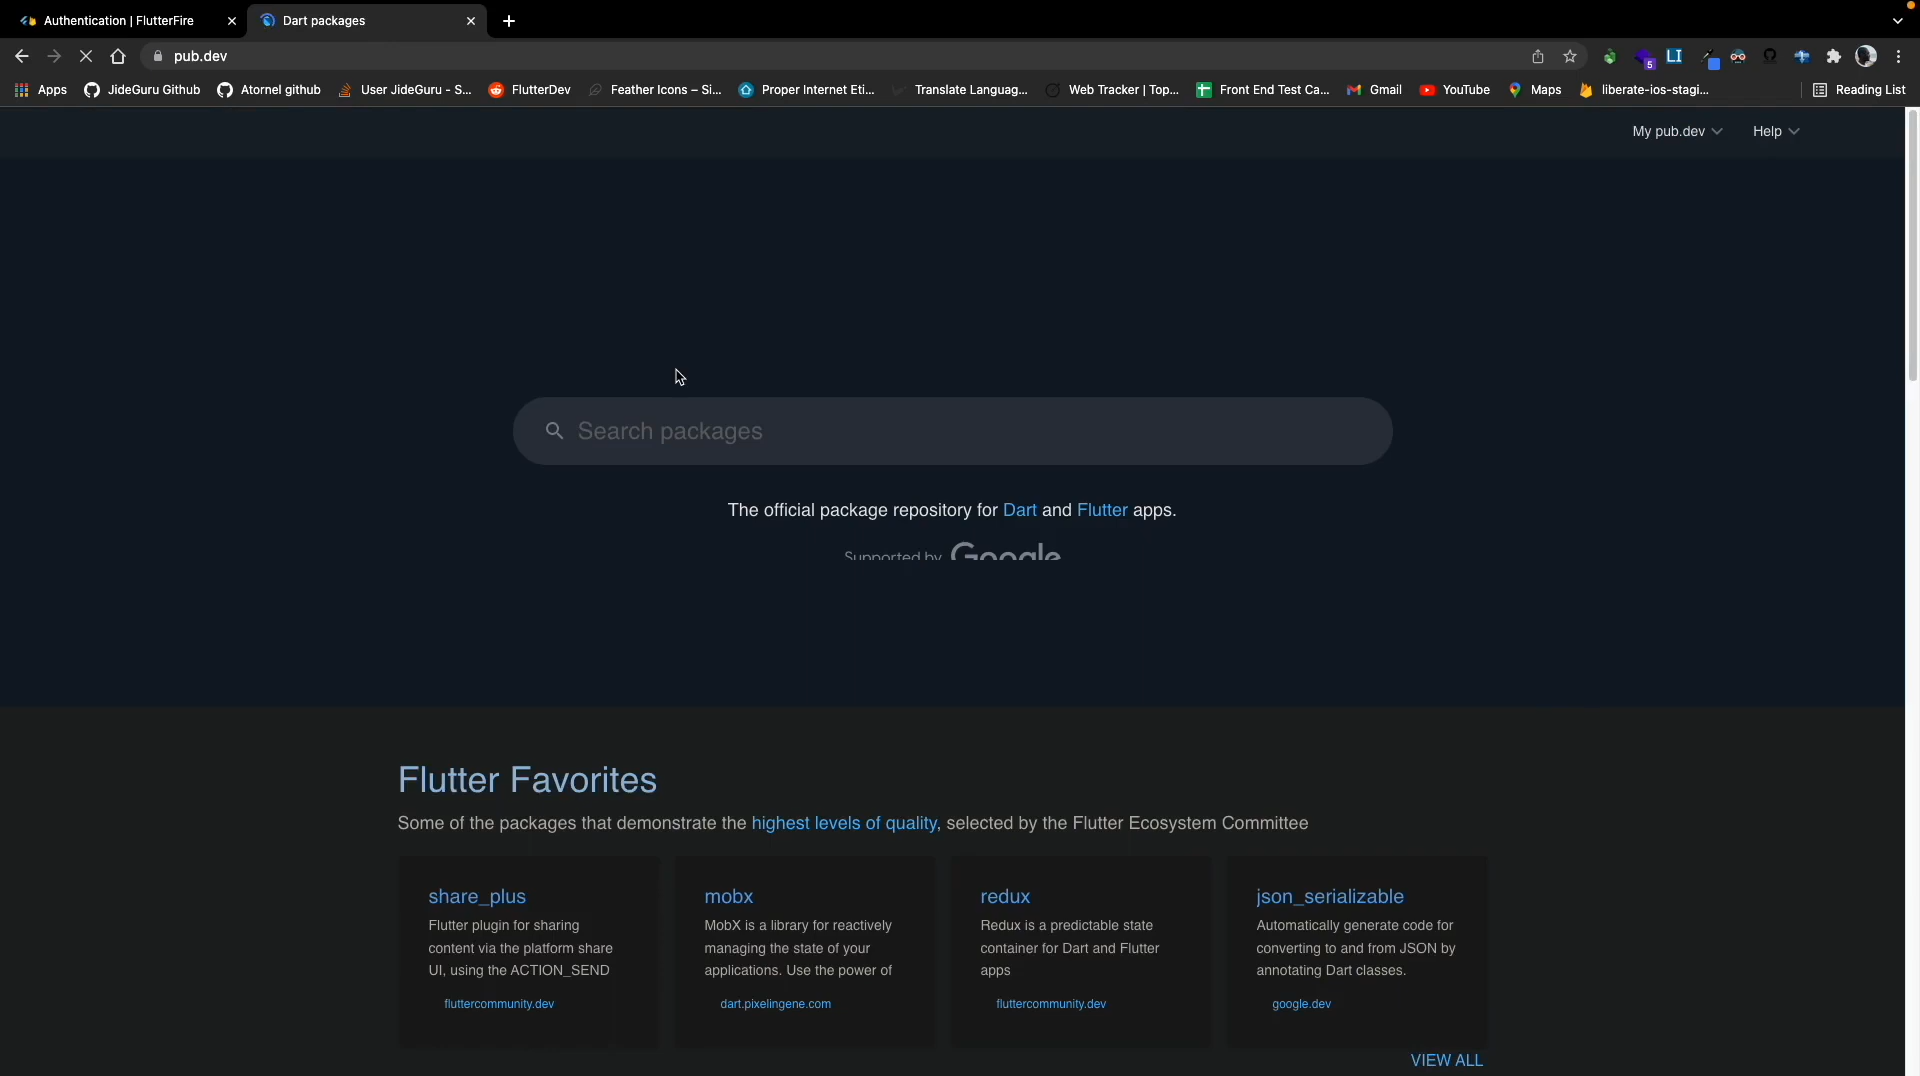 Authentication | FlutterFire
Dart packages
pub.dev
5
LI
Apps
JideGuru Github
Atornel github
User JideGuru - S...
FlutterDev
Feather Icons – Si...
Proper Internet Eti...
Translate Languag...
Web Tracker | Top...
Front End Test Ca...
Gmail
YouTube
Maps
liberate-ios-stagi...
Reading List
My pub.dev
Help
Search packages
The official package repository for Dart and Flutter apps.
Supported by Google
Flutter Favorites
Some of the packages that demonstrate the highest levels of quality, selected by the Flutter Ecosystem Committee
share_plus
Flutter plugin for sharing
content via the platform share
UI, using the ACTION_SEND
fluttercommunity.dev
mobx
MobX is a library for reactively
managing the state of your
applications. Use the power of
dart.pixelingene.com
redux
Redux is a predictable state
container for Dart and Flutter
apps
fluttercommunity.dev
json_serializable
Automatically generate code for
converting to and from JSON by
annotating Dart classes.
google.dev
VIEW ALL